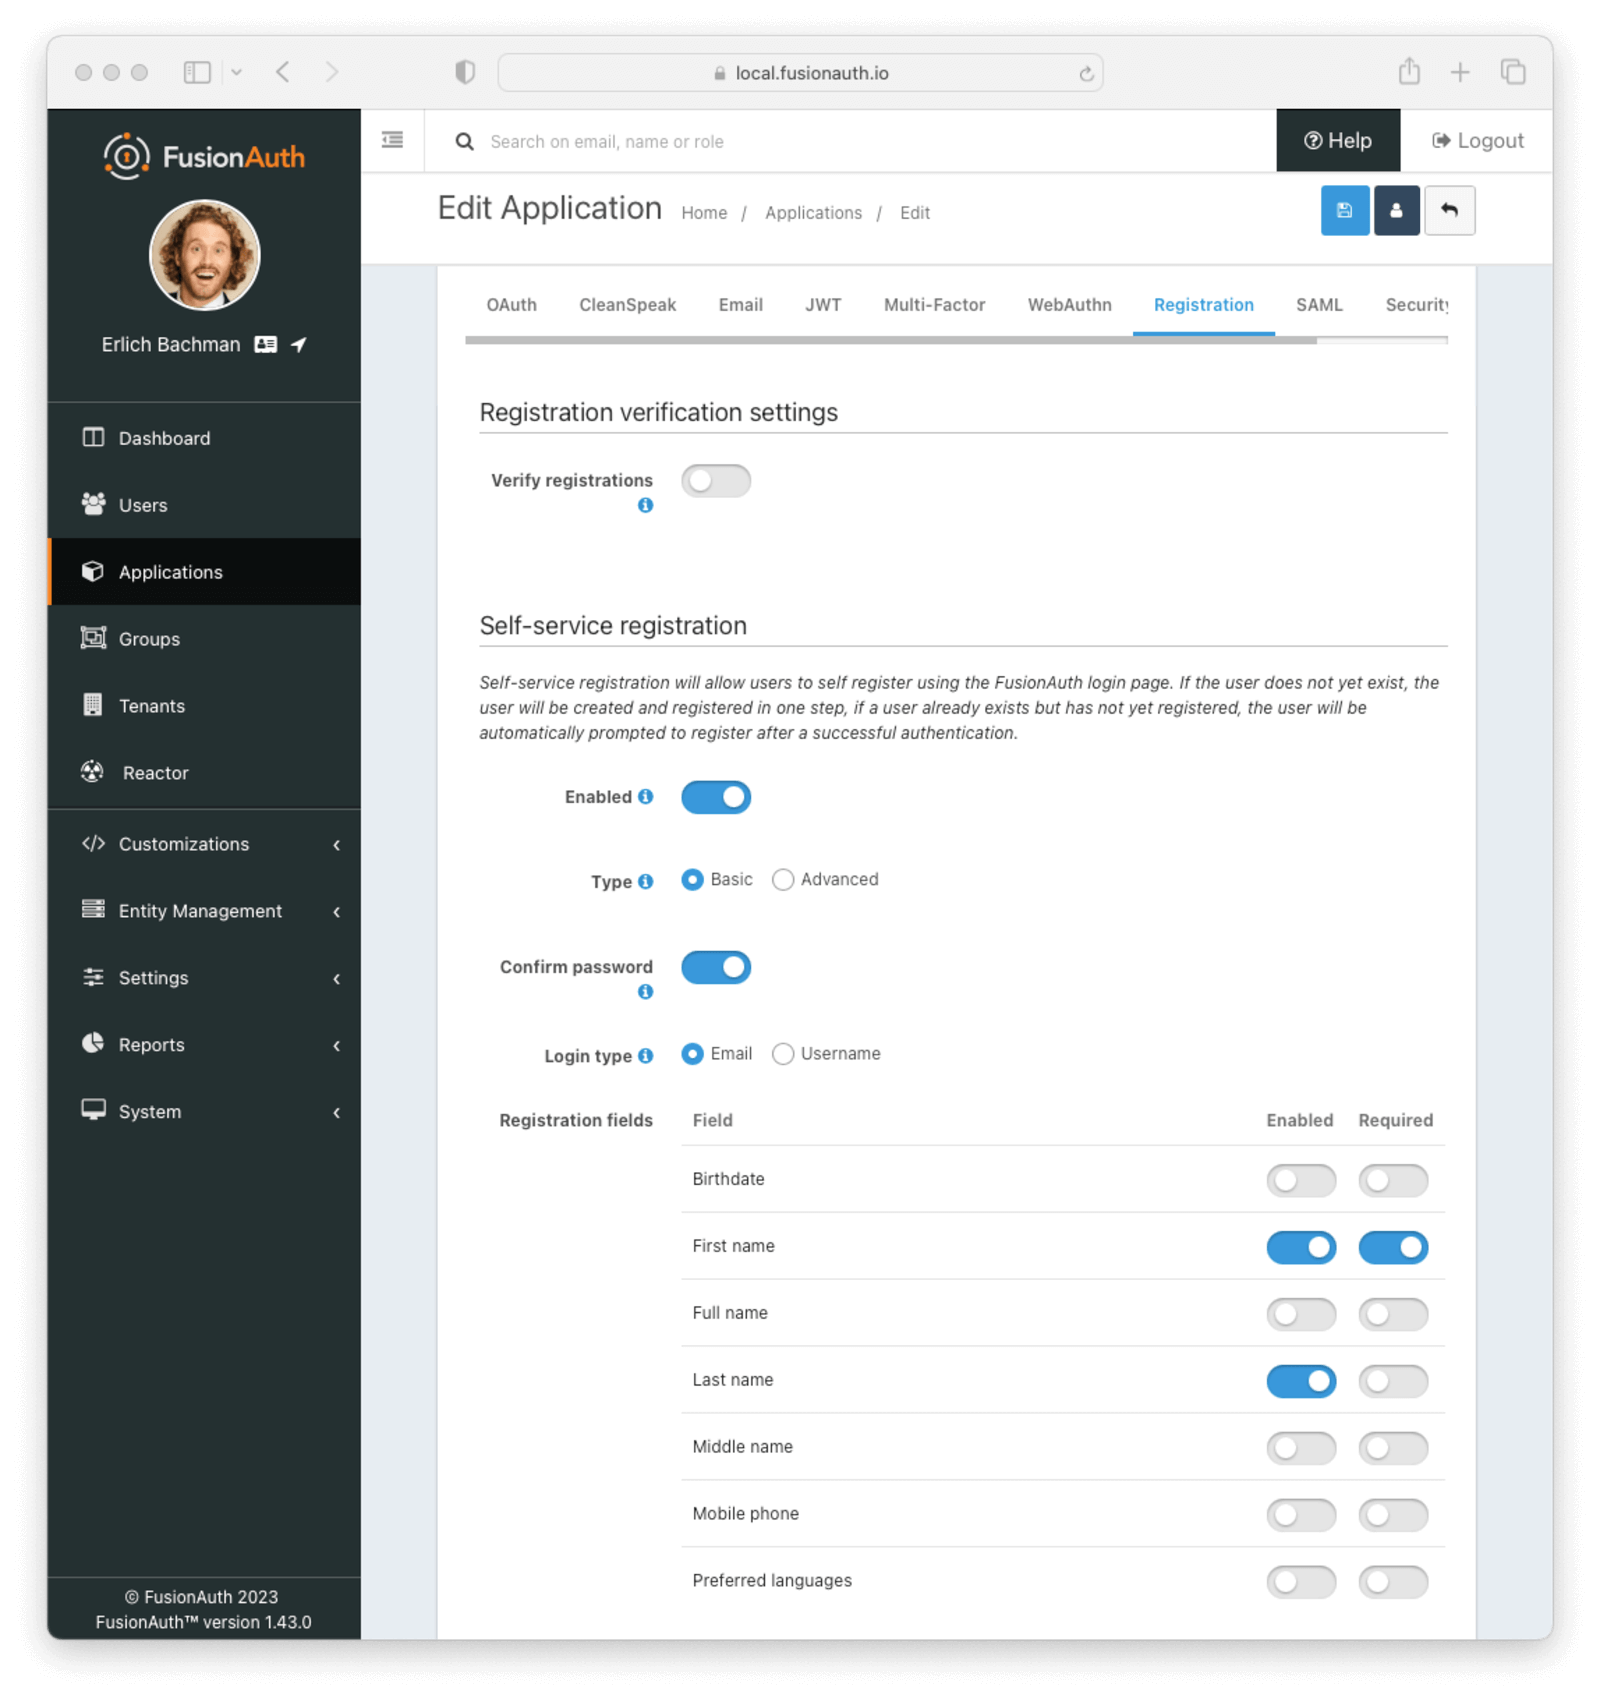 local.fusionauth.io
FusionAuth
Search on email, name or role
Help
Logout
Edit Application
Home / Applications / Edit
Erlich Bachman
Dashboard
Users
Applications
Groups
Tenants
Reactor
Customizations
Entity Management
Settings
Reports
System
© FusionAuth 2023
FusionAuth™ version 1.43.0
OAuth CleanSpeak Email JWT Multi-Factor WebAuthn Registration SAML Security
Registration verification settings
Verify registrations
Self-service registration
Self-service registration will allow users to self register using the FusionAuth login page. If the user does not yet exist, the
user will be created and registered in one step, if a user already exists but has not yet registered, the user will be
automatically prompted to register after a successful authentication.
Enabled
Type Basic Advanced
Confirm password
Login type Email Username
Registration fields Field Enabled Required
Birthdate
First name
Full name
Last name
Middle name
Mobile phone
Preferred languages